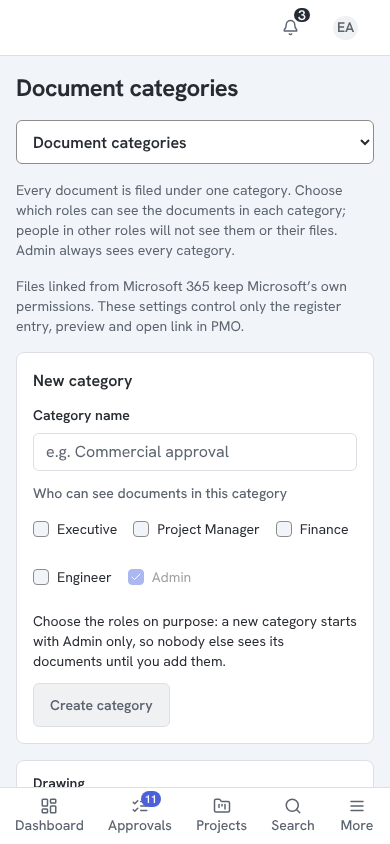 3
EA
Document categories
Document categories
Every document is filed under one category. Choose
which roles can see the documents in each category;
people in other roles will not see them or their files.
Admin always sees every category.
Files linked from Microsoft 365 keep Microsoft’s own
permissions. These settings control only the register
entry, preview and open link in PMO.
New category
Category name
e.g. Commercial approval
Who can see documents in this category
Executive Project Manager Finance
Engineer Admin
Choose the roles on purpose: a new category starts
with Admin only, so nobody else sees its
documents until you add them.
Create category
Drawing
11
Dashboard Approvals Projects Search More